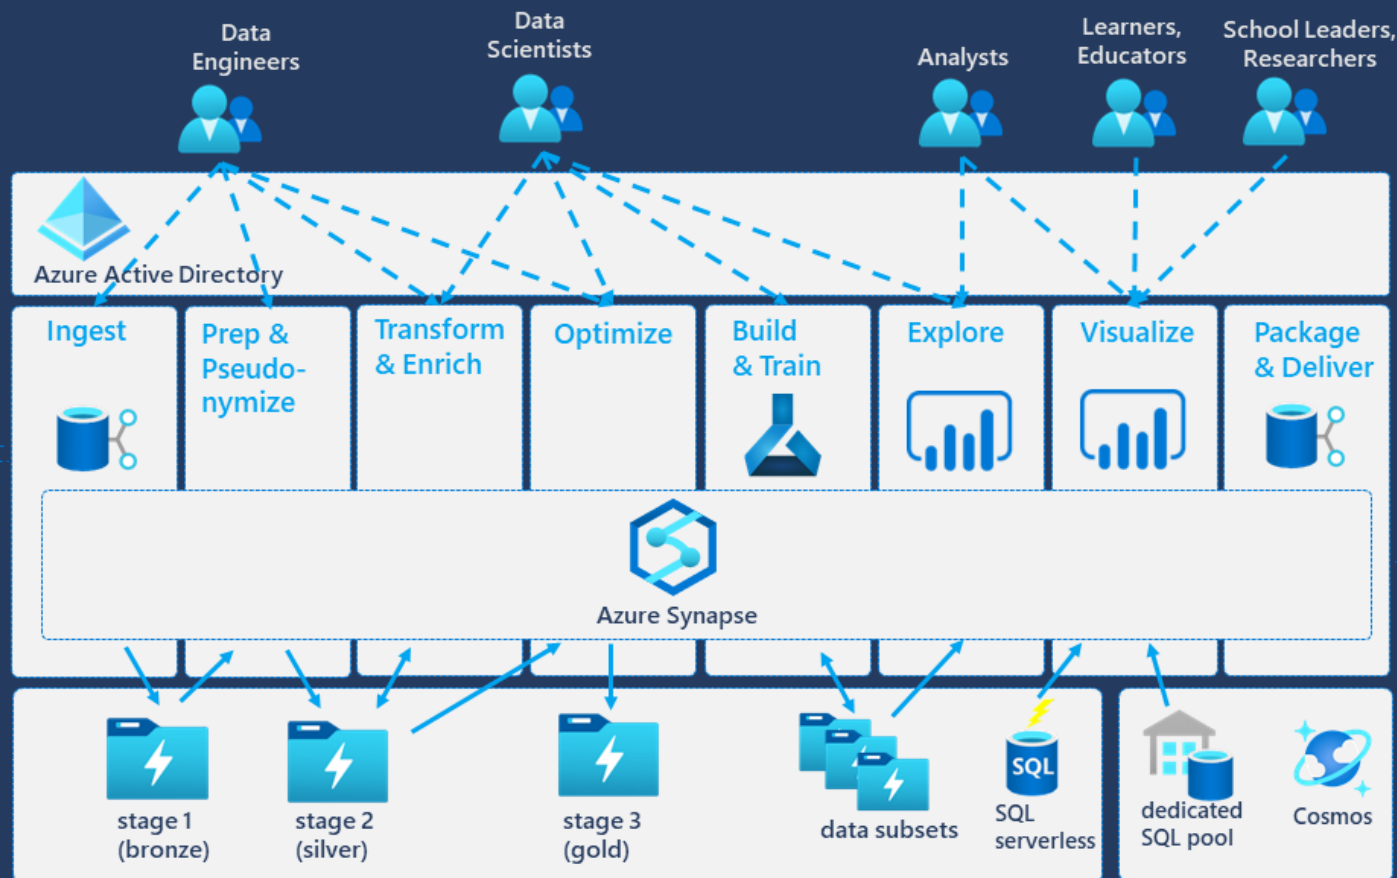 Data
Engineers
Data
Scientists
Analysts
Learners,
Educators
School Leaders,
Researchers
Azure Active Directory
Ingest
Prep &
Pseudo-
nymize
Transform
& Enrich
Optimize
Build
& Train
Explore
Visualize
Package
& Deliver
Azure Synapse
stage 1
(bronze)
stage 2
(silver)
stage 3
(gold)
data subsets
SQL
SQL
serverless
dedicated
SQL pool
Cosmos